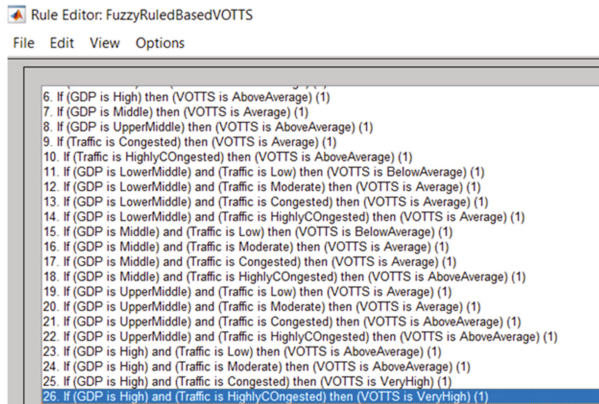 Rule Editor: FuzzyRuledBasedVOTTS
File Edit View Options
6. If (GDP is High) then (VOTTS is AboveAverage) (1)
7. If (GDP is Middle) then (VOTTS is Average) (1)
8. If (GDP is UpperMiddle) then (VOTTS is AboveAverage) (1)
9. If (Traffic is Congested) then (VOTTS is Average) (1)
10. If (Traffic is HighlyCOngested) then (VOTTS is AboveAverage) (1)
11. If (GDP is LowerMiddle) and (Traffic is Low) then (VOTTS is BelowAverage) (1)
12. If (GDP is LowerMiddle) and (Traffic is Moderate) then (VOTTS is Average) (1)
13. If (GDP is LowerMiddle) and (Traffic is Congested) then (VOTTS is Average) (1)
14. If (GDP is LowerMiddle) and (Traffic is HighlyCOngested) then (VOTTS is Average) (1)
15. If (GDP is Middle) and (Traffic is Low) then (VOTTS is BelowAverage) (1)
16. If (GDP is Middle) and (Traffic is Moderate) then (VOTTS is Average) (1)
17. If (GDP is Middle) and (Traffic is Congested) then (VOTTS is Average) (1)
18. If (GDP is Middle) and (Traffic is HighlyCOngested) then (VOTTS is AboveAverage) (1)
19. If (GDP is UpperMiddle) and (Traffic is Low) then (VOTTS is Average) (1)
20. If (GDP is UpperMiddle) and (Traffic is Moderate) then (VOTTS is Average) (1)
21. If (GDP is UpperMiddle) and (Traffic is Congested) then (VOTTS is AboveAverage) (1)
22. If (GDP is UpperMiddle) and (Traffic is HighlyCOngested) then (VOTTS is AboveAverage) (1)
23. If (GDP is High) and (Traffic is Low) then (VOTTS is AboveAverage) (1)
24. If (GDP is High) and (Traffic is Moderate) then (VOTTS is AboveAverage) (1)
25. If (GDP is High) and (Traffic is Congested) then (VOTTS is VeryHigh) (1)
26. If (GDP is High) and (Traffic is HighlyCOngested) then (VOTTS is VeryHigh) (1)